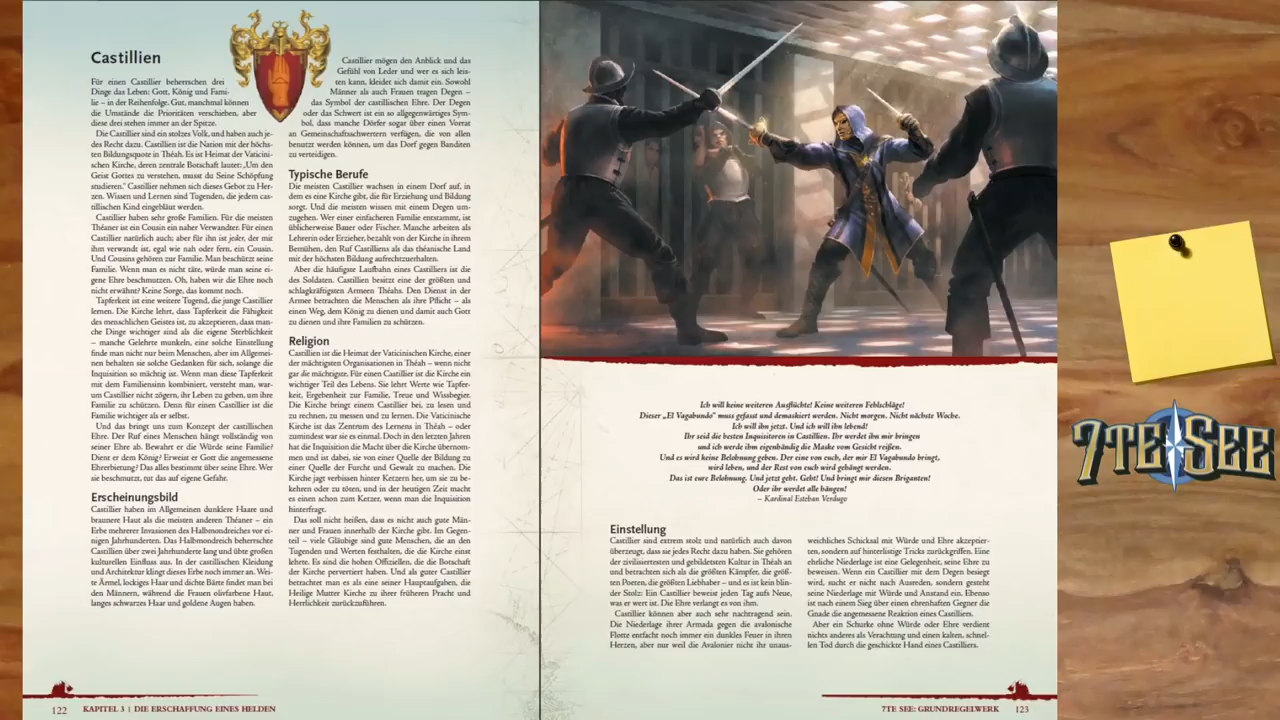 Castillien
Für einen Castillier beherrschen drei
Dinge das Leben: Gott, König und Fami-
lie – in der Reihenfolge. Gut, manchmal können
die Umstände die Prioritäten verschieben, aber
diese drei stehen immer an der Spitze.
Die Castillier sind ein stolzes Volk, und haben auch je-
des Recht dazu. Castillien ist die Nation mit der höchs-
ten Bildungsquote in Théah. Es ist Heimat der Vaticini-
schen Kirche, deren zentrale Botschaft lautet: „Um den
Geist Gottes zu verstehen, musst du Seine Schöpfung
studieren.“ Castillier nehmen sich dieses Gebot zu Her-
zen. Wissen und Lernen sind Tugenden, die jedem cas-
tillischen Kind eingebläut werden.
Castillier haben sehr große Familien. Für die meisten
Théaner ist ein Cousin ein naher Verwandter. Für einen
Castillier natürlich auch; aber für ihn ist jeder, der mit
ihm verwandt ist, egal wie nah oder fern, ein Cousin.
Und Cousins gehören zur Familie. Man beschützt seine
Familie. Wenn man es nicht täte, würde man seine ei-
gene Ehre beschmutzen. Oh, haben wir die Ehre noch
nicht erwähnt? Keine Sorge, das kommt noch.
Tapferkeit ist eine weitere Tugend, die junge Castillier
lernen. Die Kirche lehrt, dass Tapferkeit die Fähigkeit
des menschlichen Geistes ist, zu akzeptieren, dass man-
che Dinge wichtiger sind als die eigene Sterblichkeit
– manche Gelehrte munkeln, eine solche Einstellung
finde man nicht nur beim Menschen, aber im Allgemei-
nen behalten sie solche Gedanken für sich, solange die
Inquisition so mächtig ist. Wenn man diese Tapferkeit
mit dem Familiensinn kombiniert, versteht man, war-
um Castillier nicht zögern, ihr Leben zu geben, um ihre
Familie zu schützen. Denn für einen Castillier ist die
Familie wichtiger als er selbst.
Und das bringt uns zum Konzept der castillischen
Ehre. Der Ruf eines Menschen hängt vollständig von
seiner Ehre ab. Bewahrt er die Würde seine Familie?
Dient er dem König? Erweist er Gott die angemessene
Ehrerbietung? Das alles bestimmt über seine Ehre. Wer
sie beschmutzt, tut das auf eigene Gefahr.
Erscheinungsbild
Castillier haben im Allgemeinen dunklere Haare und
braunere Haut als die meisten anderen Théaner – ein
Erbe mehrerer Invasionen des Halbmondreiches vor ei-
nigen Jahrhunderten. Das Halbmondreich beherrschte
Castillien über zwei Jahrhunderte lang und übte großen
kulturellen Einfluss aus. In der castillischen Kleidung
und Architektur klingt dieses Erbe noch immer an. Wei-
te Ärmel, lockiges Haar und dichte Bärte findet man bei
den Männern, während die Frauen olivfarbene Haut,
langes schwarzes Haar und goldene Augen haben.
Castillier mögen den Anblick und das
Gefühl von Leder und wer es sich leis-
ten kann, kleidet sich damit ein. Sowohl
Männer als auch Frauen tragen Degen –
das Symbol der castillischen Ehre. Der Degen
oder das Schwert ist ein so allgegenwärtiges Sym-
bol, dass manche Dörfer sogar über einen Vorrat
an Gemeinschaftsschwertern verfügen, die von allen
benutzt werden können, um das Dorf gegen Banditen
zu verteidigen.
Typische Berufe
Die meisten Castillier wachsen in einem Dorf auf, in
dem es eine Kirche gibt, die für Erziehung und Bildung
sorgt. Und die meisten wissen mit einem Degen um-
zugehen. Wer einer einfacheren Familie entstammt, ist
üblicherweise Bauer oder Fischer. Manche arbeiten als
Lehrerin oder Erzieher, bezahlt von der Kirche in ihrem
Bemühen, den Ruf Castilliens als das théanische Land
mit der höchsten Bildung aufrechtzuerhalten.
Aber die häufigste Laufbahn eines Castilliers ist die
des Soldaten. Castillien besitzt eine der größten und
schlagkräftigsten Armeen Théahs. Den Dienst in der
Armee betrachten die Menschen als ihre Pflicht – als
einen Weg, dem König zu dienen und damit auch Gott
zu dienen und ihre Familien zu schützen.
Religion
Castillien ist die Heimat der Vaticinischen Kirche, einer
der mächtigsten Organisationen in Théah – wenn nicht
gar die mächtigste. Für einen Castillier ist die Kirche ein
wichtiger Teil des Lebens. Sie lehrt Werte wie Tapfer-
keit, Ergebenheit zur Familie, Treue und Wissbegier.
Die Kirche bringt einem Castillier bei, zu lesen und
zu rechnen, zu messen und zu lernen. Die Vaticinische
Kirche ist das Zentrum des Lernens in Théah – oder
zumindest war sie es einmal. Doch in den letzten Jahren
hat die Inquisition die Macht über die Kirche übernom-
men und ist dabei, sie von einer Quelle der Bildung zu
einer Quelle der Furcht und Gewalt zu machen. Die
Kirche jagt verbissen hinter Ketzern her, um sie zu be-
kehren oder zu töten, und in der heutigen Zeit macht
es einen schon zum Ketzer, wenn man die Inquisition
hinterfragt.
Das soll nicht heißen, dass es nicht auch gute Män-
ner und Frauen innerhalb der Kirche gibt. Im Gegen-
teil – viele Gläubige sind gute Menschen, die an den
Tugenden und Werten festhalten, die die Kirche einst
lehrte. Es sind die hohen Offiziellen, die die Botschaft
der Kirche pervertiert haben. Und als guter Castillier
betrachtet man es als eine seiner Hauptaufgaben, die
Heilige Mutter Kirche zu ihrer früheren Pracht und
Herrlichkeit zurückzuführen.
122 KAPITEL 3 | DIE ERSCHAFFUNG EINES HELDEN
Ich will keine weiteren Ausflüchte! Keine weiteren Fehlschläge!
Dieser „El Vagabundo“ muss gefasst und demaskiert werden. Nicht morgen. Nicht nächste Woche.
Ich will ihn jetzt. Und ich will ihn lebend!
Ihr seid die besten Inquisitoren in Castillien. Ihr werdet ihn mir bringen
und ich werde ihm eigenhändig die Maske vom Gesicht reißen.
Und es wird keine Belohnung geben. Der eine von euch, der mir El Vagabundo bringt,
wird leben, und der Rest von euch wird gehängt werden.
Das ist eure Belohnung. Und jetzt geht. Geht! Und bringt mir diesen Briganten!
Oder ihr werdet alle hängen!
– Kardinal Esteban Verdugo
Einstellung
Castillier sind extrem stolz und natürlich auch davon
überzeugt, dass sie jedes Recht dazu haben. Sie gehören
der zivilisiertesten und gebildetsten Kultur in Théah an
und betrachten sich als die größten Kämpfer, die größ-
ten Poeten, die größten Liebhaber – und es ist kein blin-
der Stolz: Ein Castillier beweist jeden Tag aufs Neue,
was er wert ist. Die Ehre verlangt es von ihm.
Castillier können aber auch sehr nachtragend sein.
Die Niederlage ihrer Armada gegen die avalonische
Flotte entfacht noch immer ein dunkles Feuer in ihren
Herzen, aber nur weil die Avalonier nicht ihr unaus-
weichliches Schicksal mit Würde und Ehre akzeptier-
ten, sondern auf hinterlistige Tricks zurückgriffen. Eine
ehrliche Niederlage ist eine Gelegenheit, seine Ehre zu
beweisen. Wenn ein Castillier mit dem Degen besiegt
wird, sucht er nicht nach Ausreden, sondern gesteht
seine Niederlage mit Würde und Anstand ein. Ebenso
ist nach einem Sieg über einen ehrenhaften Gegner die
Gnade die angemessene Reaktion eines Castilliers.
Aber ein Schurke ohne Würde oder Ehre verdient
nichts anderes als Verachtung und einen kalten, schnel-
len Tod durch die geschickte Hand eines Castilliers.
7TE SEE: GRUNDREGELWERK 123
7TE SEE